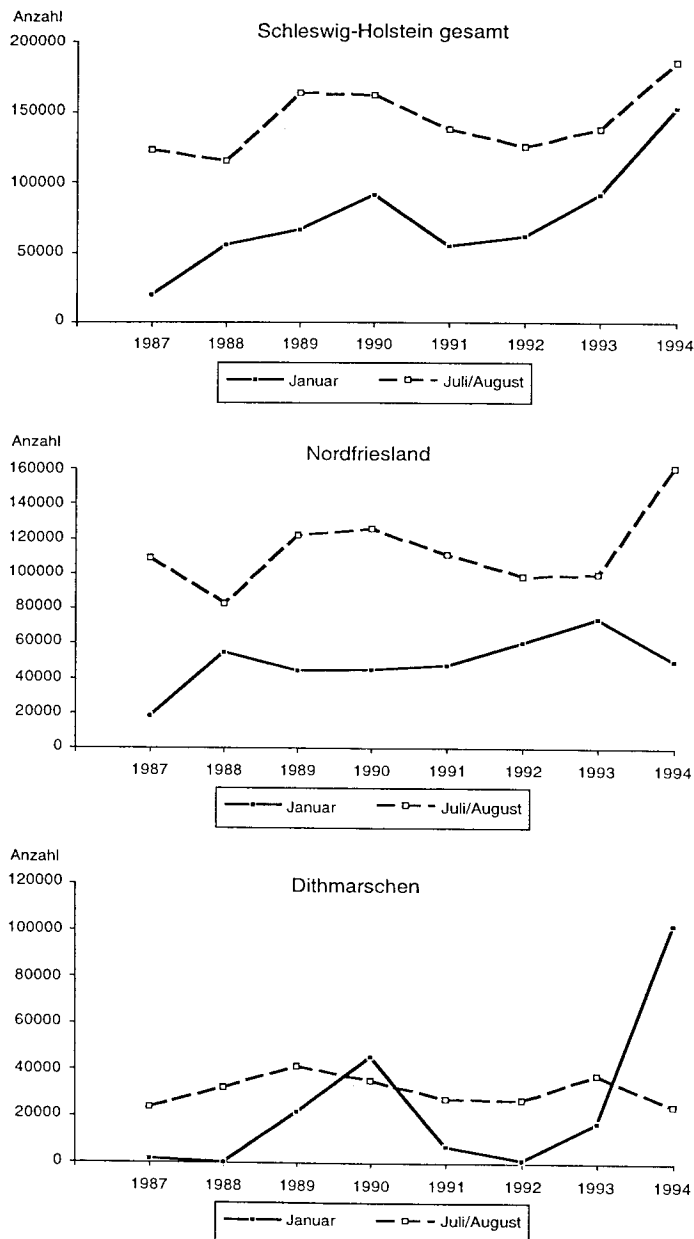 Anzahl
Schleswig-Holstein gesamt
200000
150000
100000
50000
0
1987 1988 1989 1990 1991 1992 1993 1994
Januar Juli/August
Anzahl
Nordfriesland
160000
140000
120000
100000
80000
60000
40000
20000
0
1987 1988 1989 1990 1991 1992 1993 1994
Januar Juli/August
Anzahl
Dithmarschen
120000
100000
80000
60000
40000
20000
0
1987 1988 1989 1990 1991 1992 1993 1994
Januar Juli/August